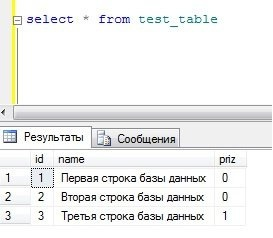 select * from test_table
Результаты Сообщения
id name priz
1 1 Первая строка базы данных 0
2 2 Вторая строка базы данных 0
3 3 Третья строка базы данных 1